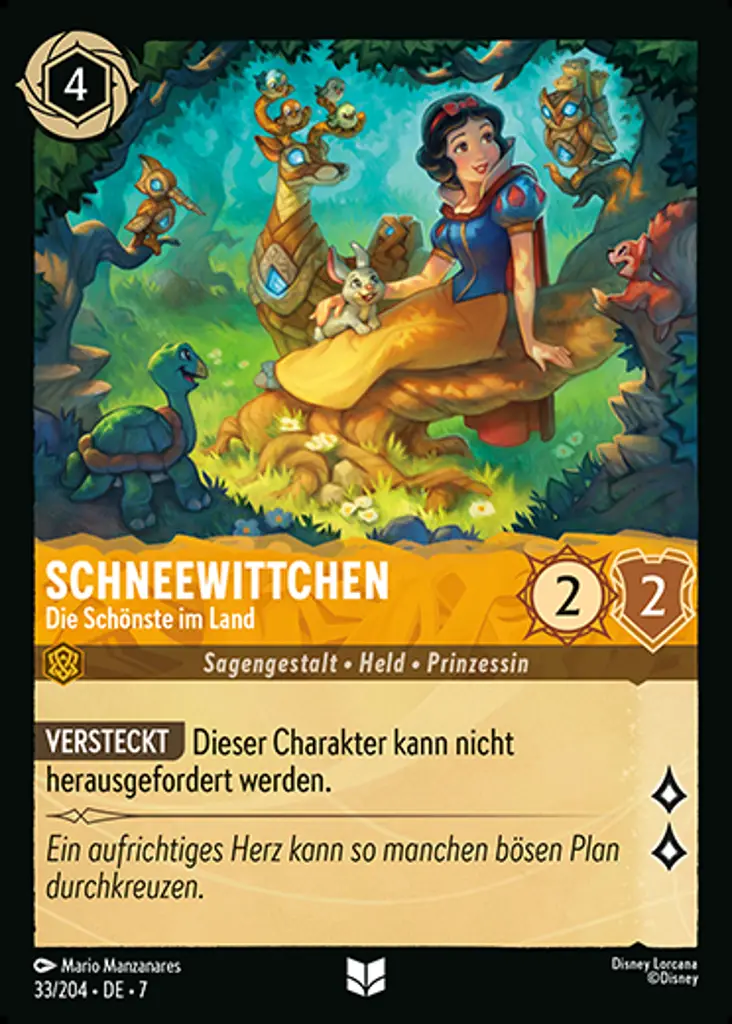 4
SCHNEEWITTCHEN
Die Schönste im Land
2
2
Sagengestalt • Held • Prinzessin
VERSTECKT Dieser Charakter kann nicht
herausgefordert werden.
Ein aufrichtiges Herz kann so manchen bösen Plan
durchkreuzen.
Mario Manzanares
33/204 • DE • 7
Disney Lorcana
©Disney